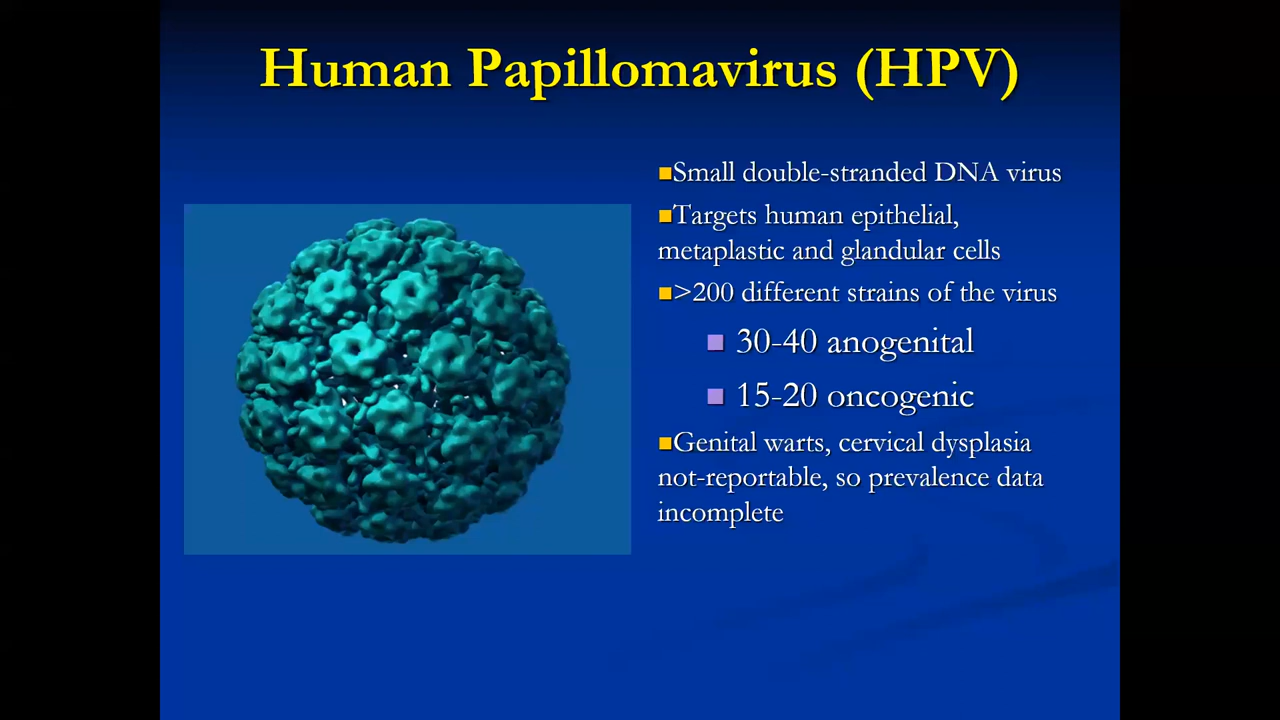 Human Papillomavirus (HPV)
■Small double-stranded DNA virus
■Targets human epithelial,
metaplastic and glandular cells
■>200 different strains of the virus
■ 30-40 anogenital
■ 15-20 oncogenic
■Genital warts, cervical dysplasia
not-reportable, so prevalence data
incomplete